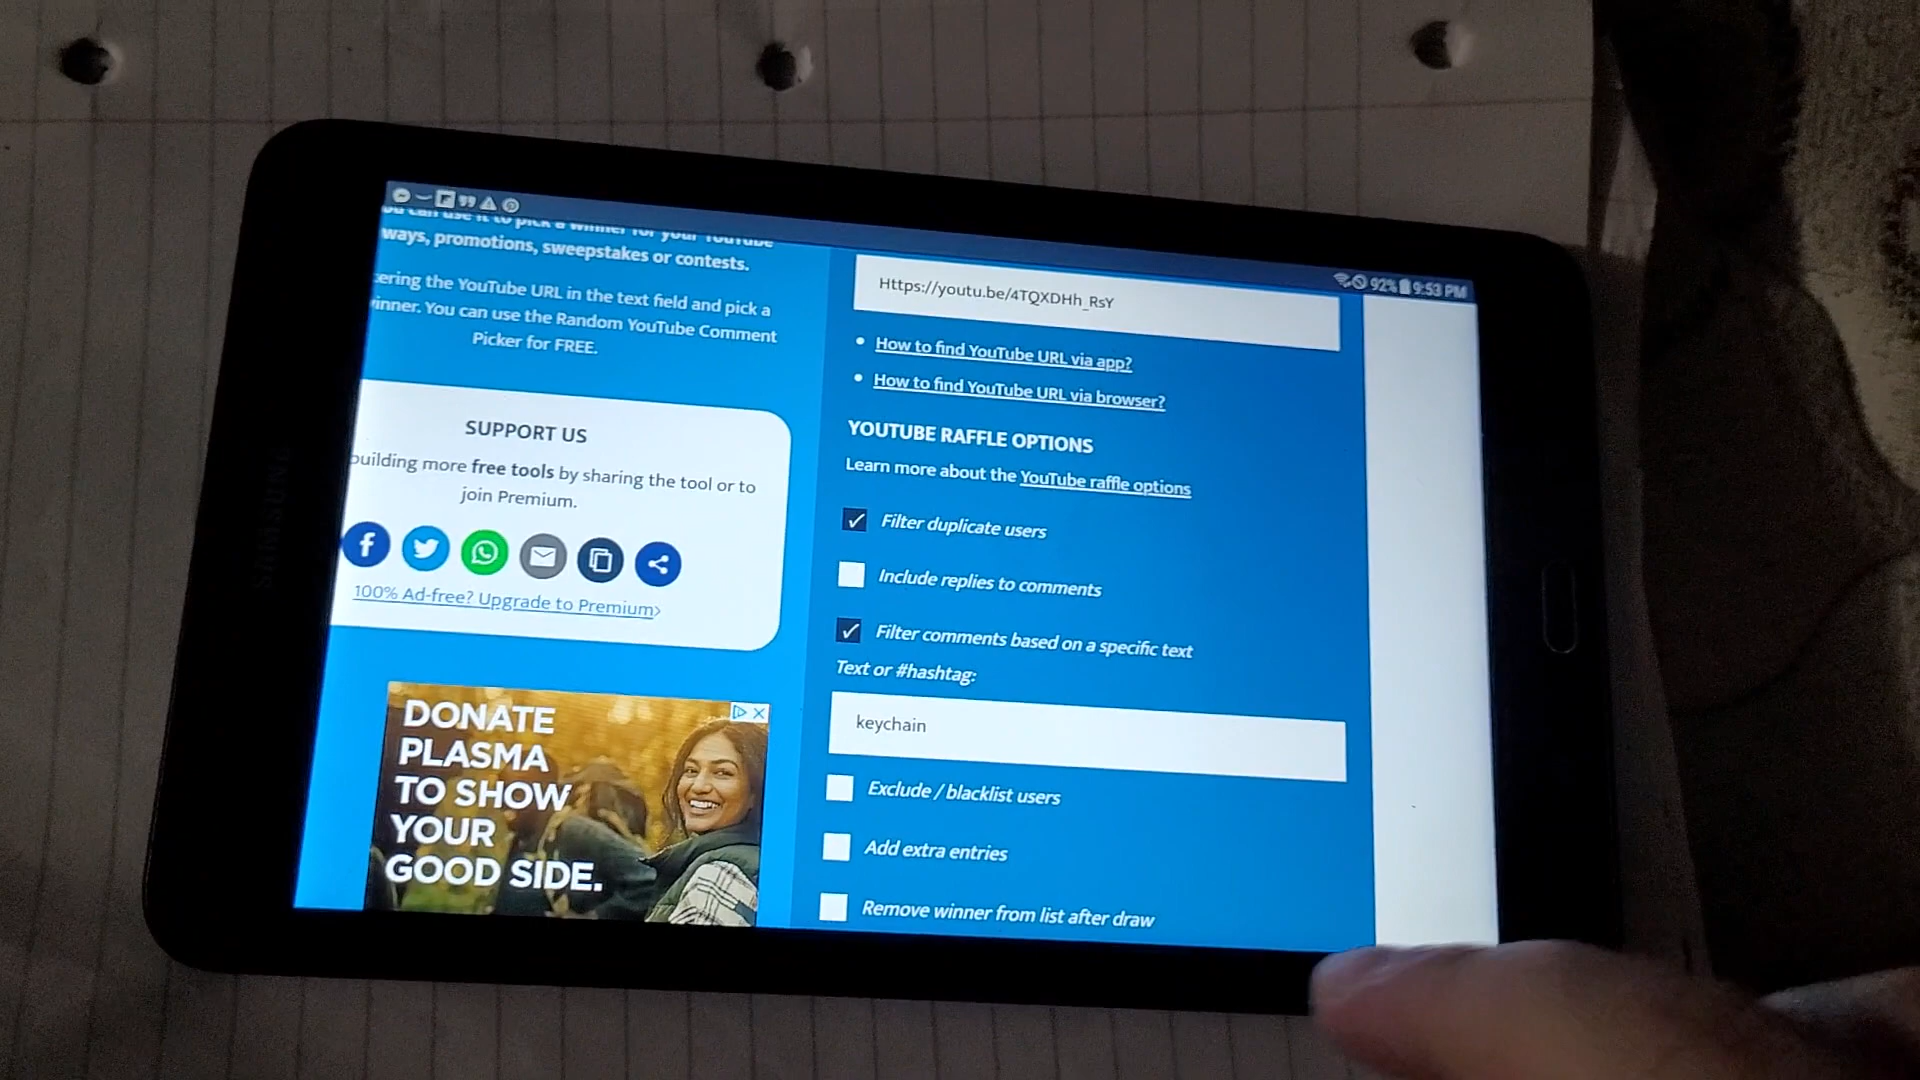 SAMSUNG
92% 9:53 PM
ou can use it to pick a winner for your YouTube
ways, promotions, sweepstakes or contests.
ering the YouTube URL in the text field and pick a
inner. You can use the Random YouTube Comment
Picker for FREE.
SUPPORT US
building more free tools by sharing the tool or to
join Premium.
100% Ad-free? Upgrade to Premium>
DONATE
PLASMA
TO SHOW
YOUR
GOOD SIDE.
Https://youtu.be/4TQXDHh_RsY
How to find YouTube URL via app?
How to find YouTube URL via browser?
YOUTUBE RAFFLE OPTIONS
Learn more about the YouTube raffle options
Filter duplicate users
Include replies to comments
Filter comments based on a specific text
Text or #hashtag:
keychain
Exclude / blacklist users
Add extra entries
Remove winner from list after draw